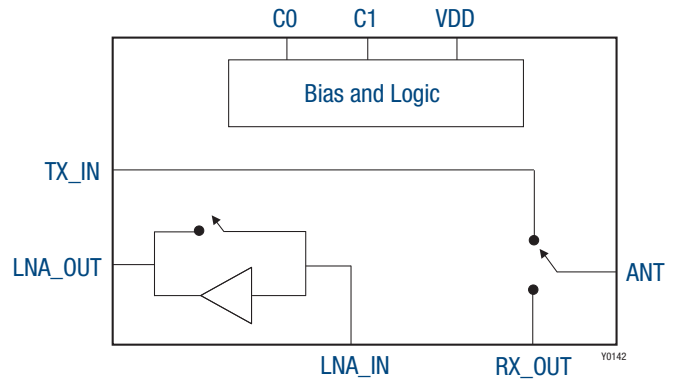 C0 C1 VDD
Bias and Logic
TX_IN
LNA_OUT
ANT
LNA_IN
RX_OUT
Y0142